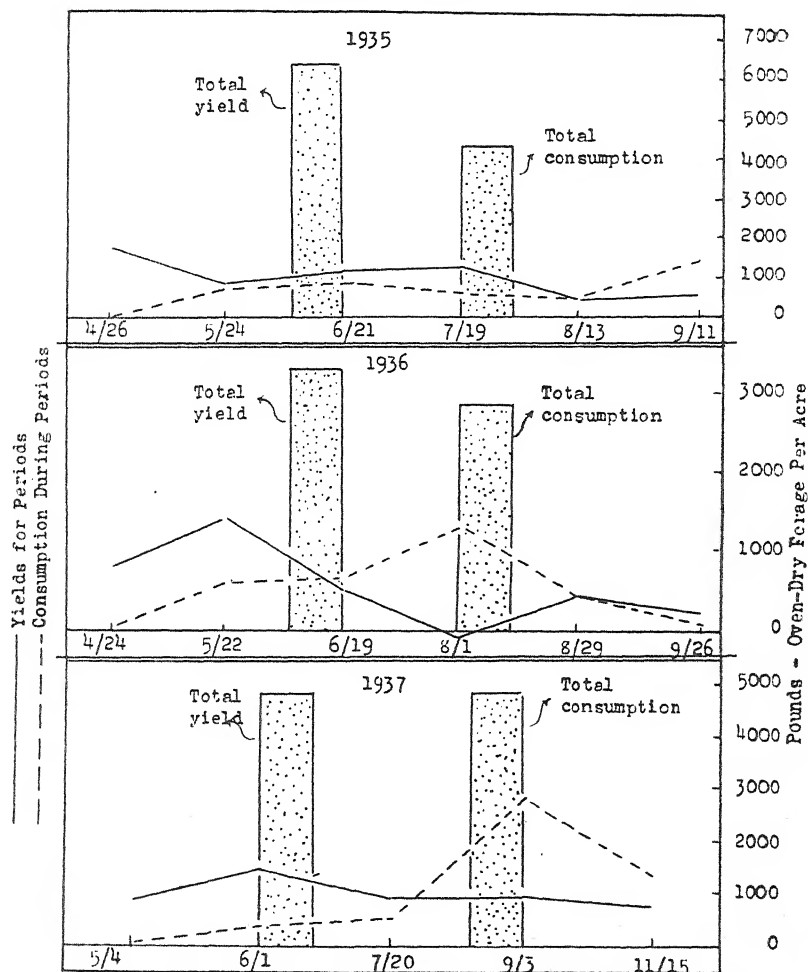 1935
Total
yield
Total
consumption
7000
6000
5000
4000
3000
2000
1000
0
4/26 5/24 6/21 7/19 8/13 9/11
1936
Total
yield
Total
consumption
3000
2000
1000
0
4/24 5/22 6/19 8/1 8/29 9/26
1937
Total
yield
Total
consumption
5000
4000
3000
2000
1000
0
5/4 6/1 7/20 9/3 11/15
Yields for Periods
Consumption During Periods
Pounds - Oven-Dry Forage Per Acre